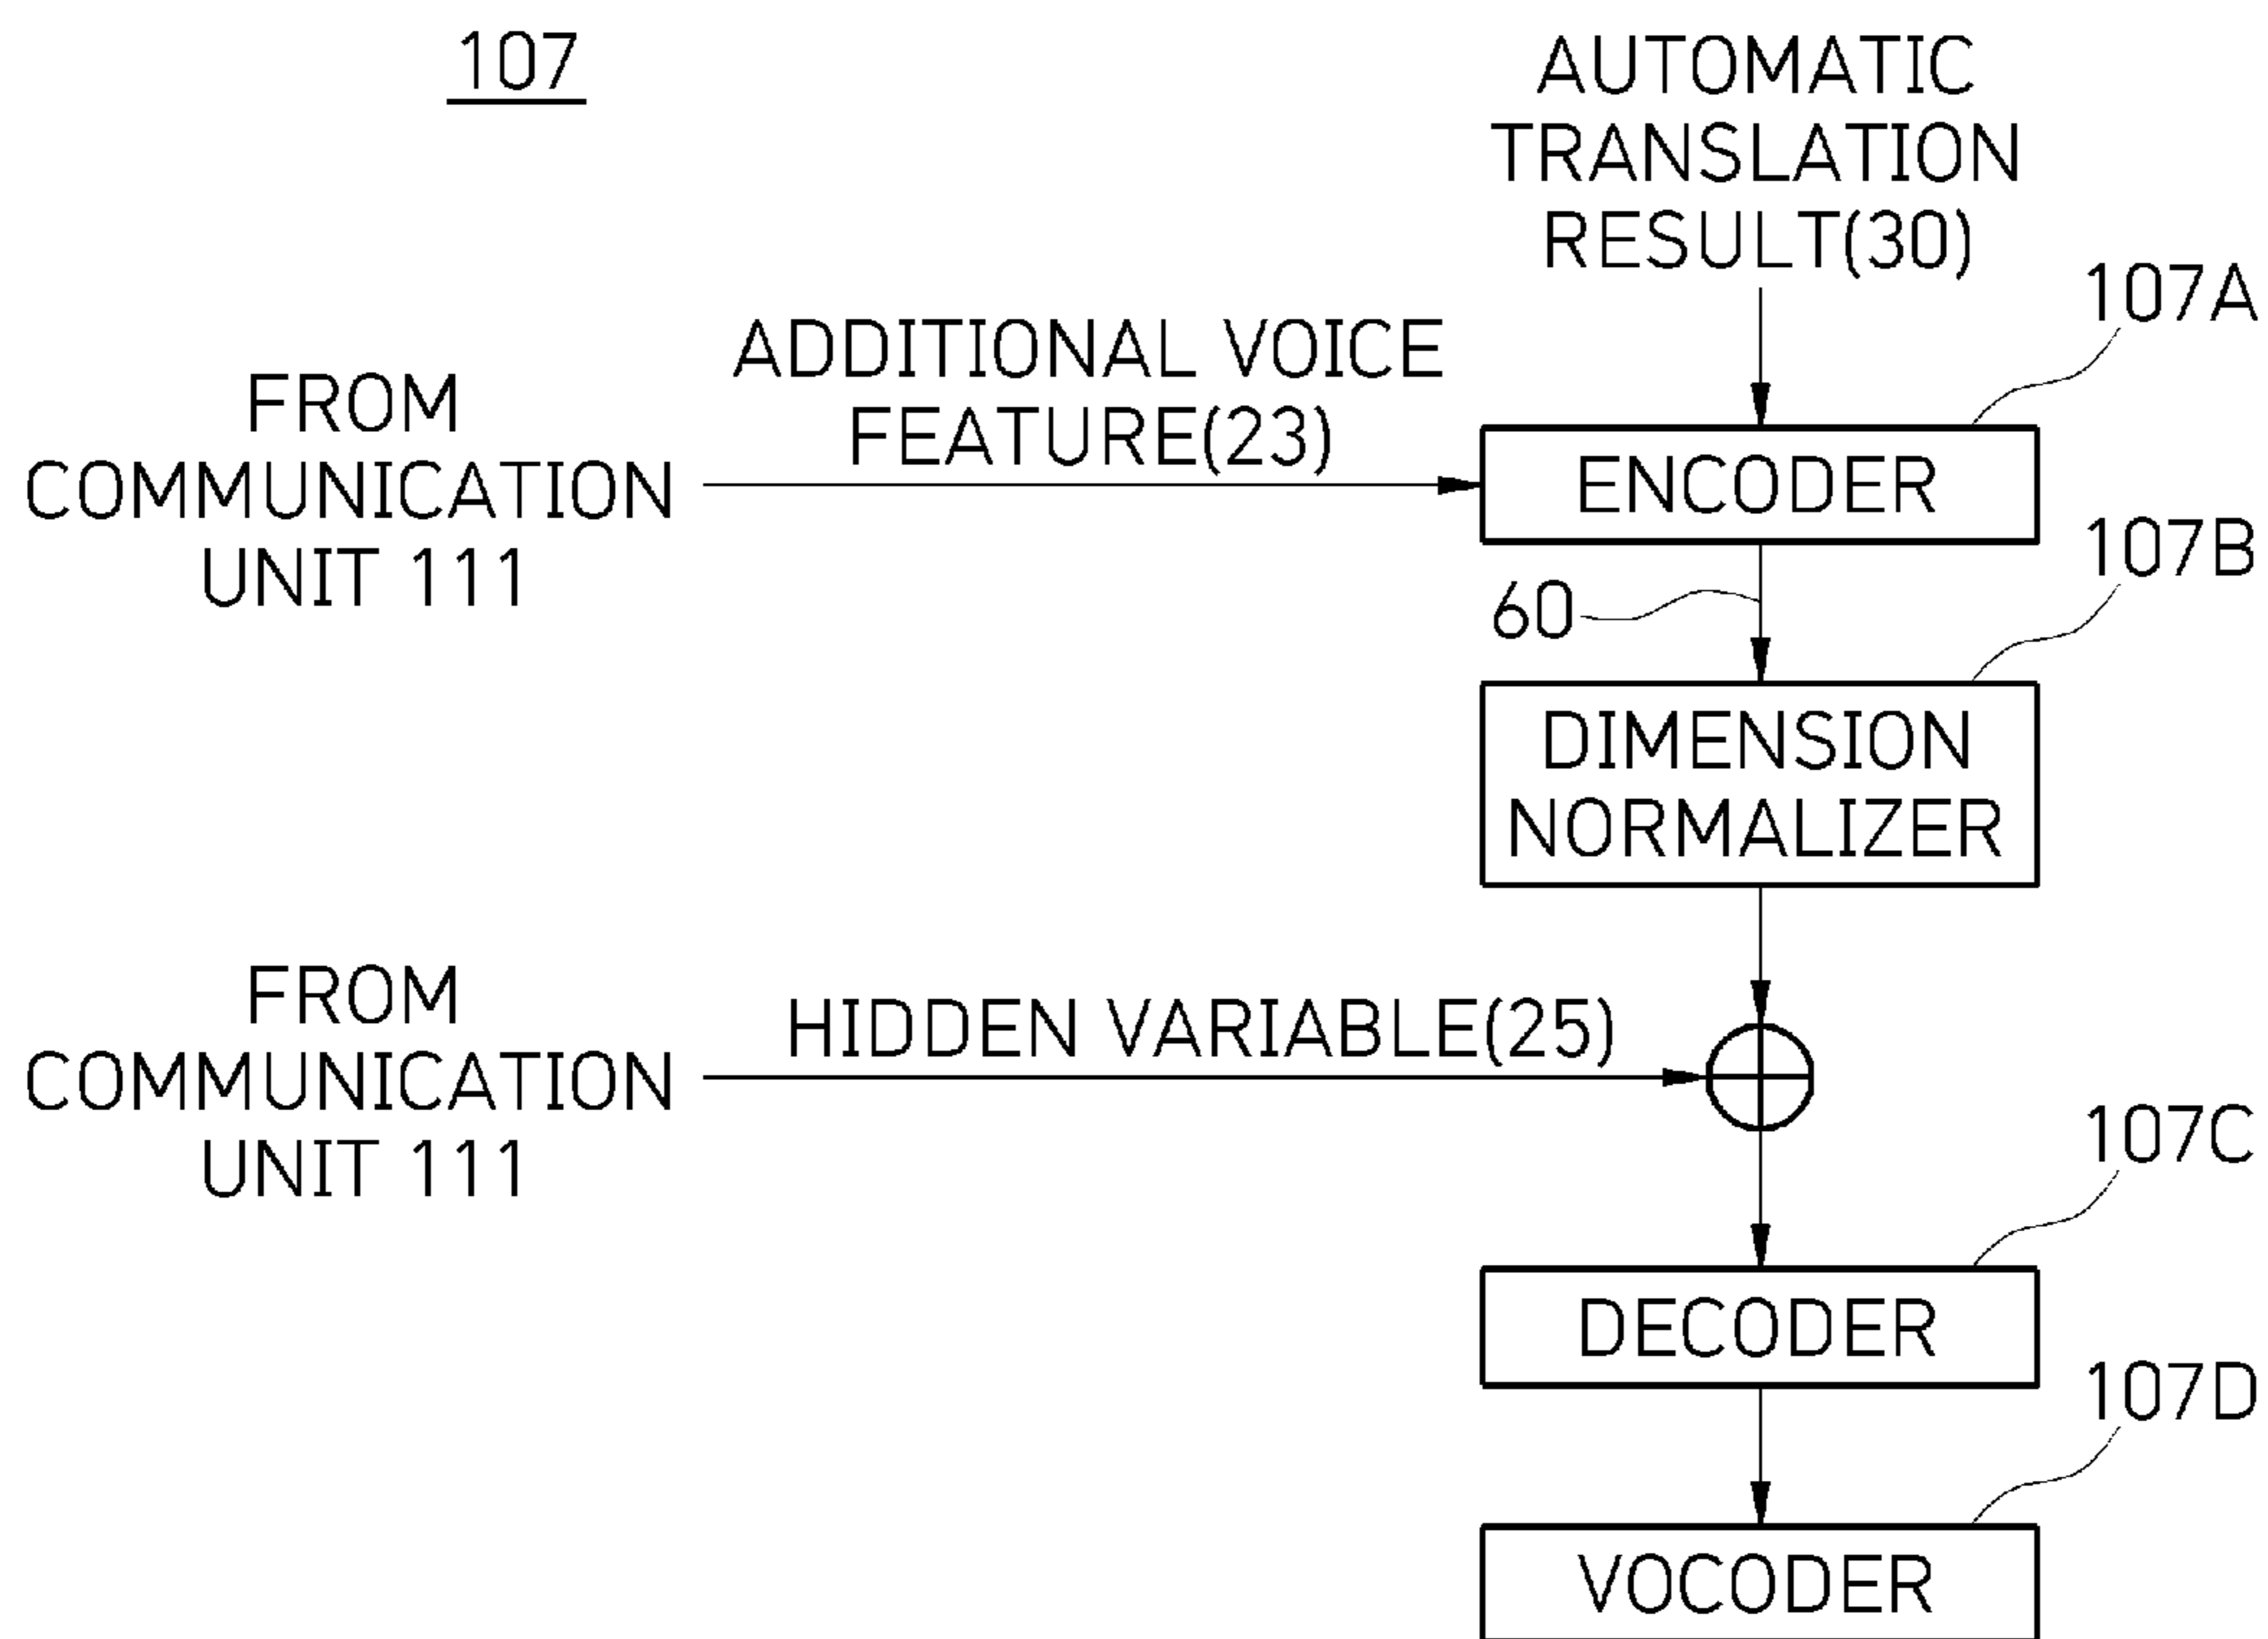 107
AUTOMATIC
TRANSLATION
RESULT(30)
107A
ADDITIONAL VOICE
FEATURE(23)
FROM
COMMUNICATION
UNIT 111
ENCODER
107B
60
DIMENSION
NORMALIZER
FROM
COMMUNICATION
UNIT 111
HIDDEN VARIABLE(25)
107C
DECODER
107D
VOCODER